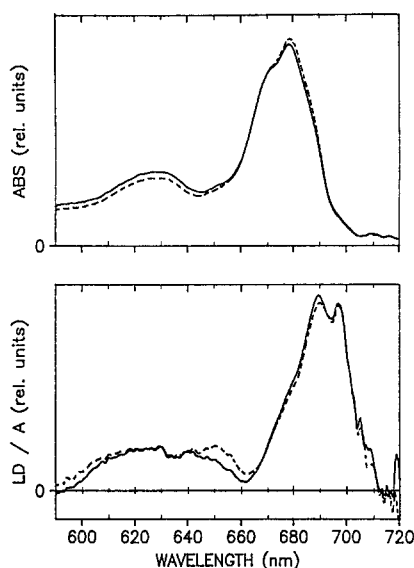 ABS (rel. units)
0
LD / A (rel. units)
0
600 620 640 660 680 700 720
WAVELENGTH (nm)